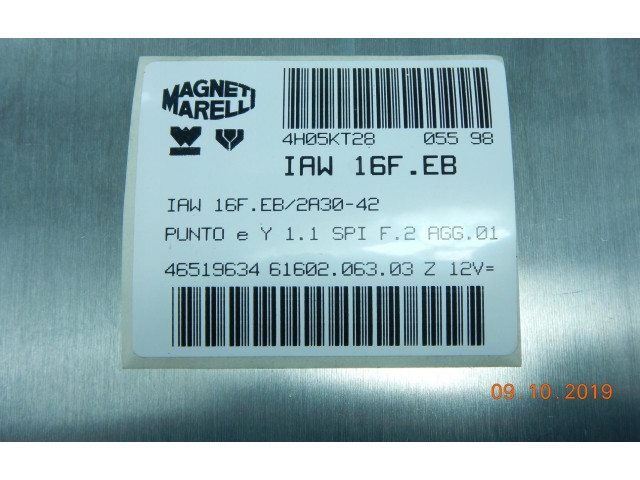 MAGNETI
MARELLI
4H05KT28 055 98
IAW 16F.EB
IAW 16F.EB/2A30-42
PUNTO e Y 1.1 SPI F.2 AGG.01
46519634 61602.063.03 Z 12V=
09.10.2019